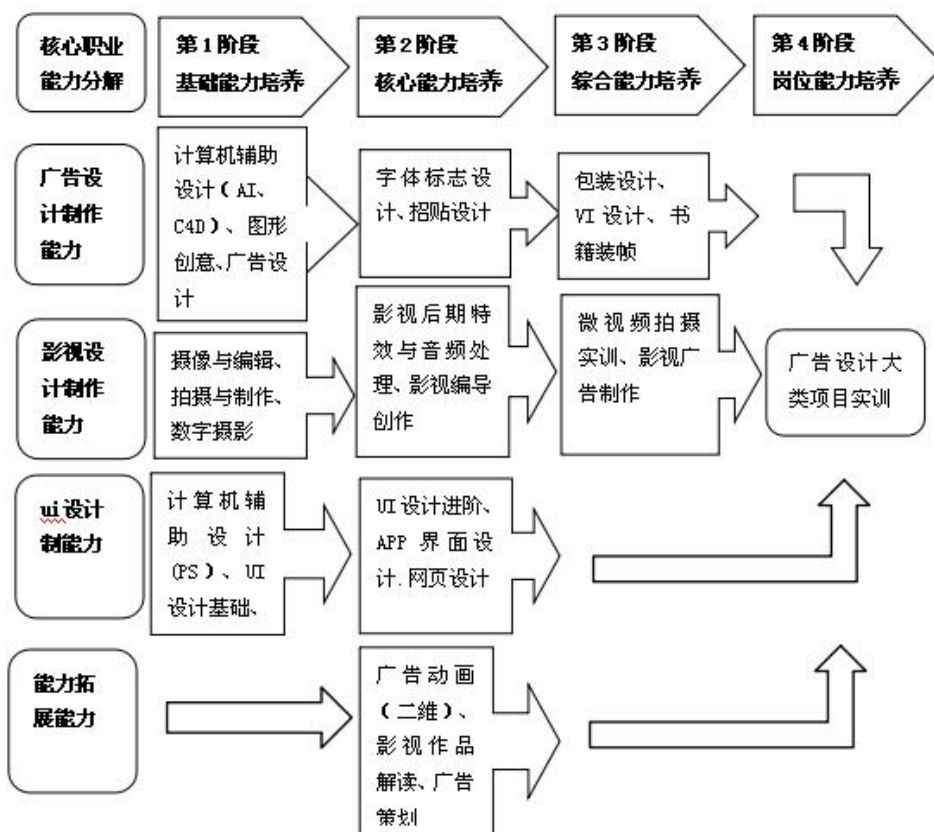 核心职业
能力分解
第1阶段
基础能力培养
第2阶段
核心能力培养
第3阶段
综合能力培养
第4阶段
岗位能力培养
广告设
计制作
能力
计算机辅助
设计(AI、
C4D)、图形
创意、广告设
计
字体标志设
计、招贴设计
包装设计、
VI设计、书
籍装帧
影视设
计制作
能力
摄像与编辑、
拍摄与制作、
数字摄影
影视后期特
效与音频处
理、影视编导
创作
微视频拍摄
实训、影视广
告制作
广告设计大
类项目实训
ui设计
制能力
计算机辅
助设计
(PS)、UI
设计基础、
UI设计进阶、
APP界面设
计.网页设计
能力拓
展能力
广告动画
(二维)、
影视作品
解读、广告
策划